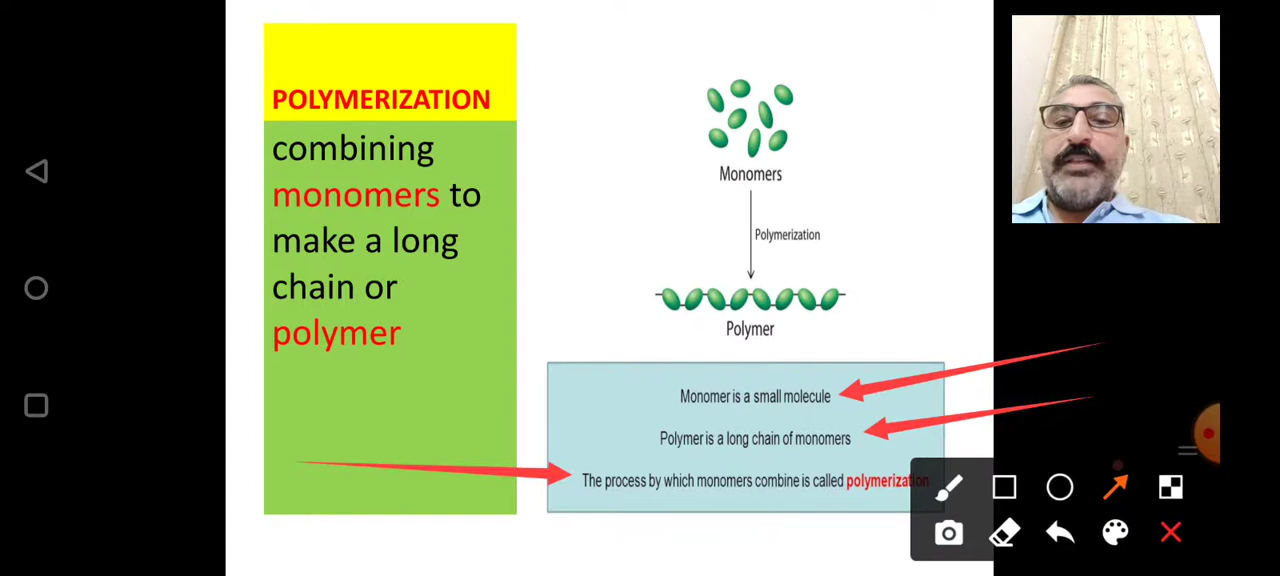 POLYMERIZATION
combining
monomers to
make a long
chain or
polymer
Monomers
Polymerization
Polymer
Monomer is a small molecule
Polymer is a long chain of monomers
The process by which monomers combine is called polymerization